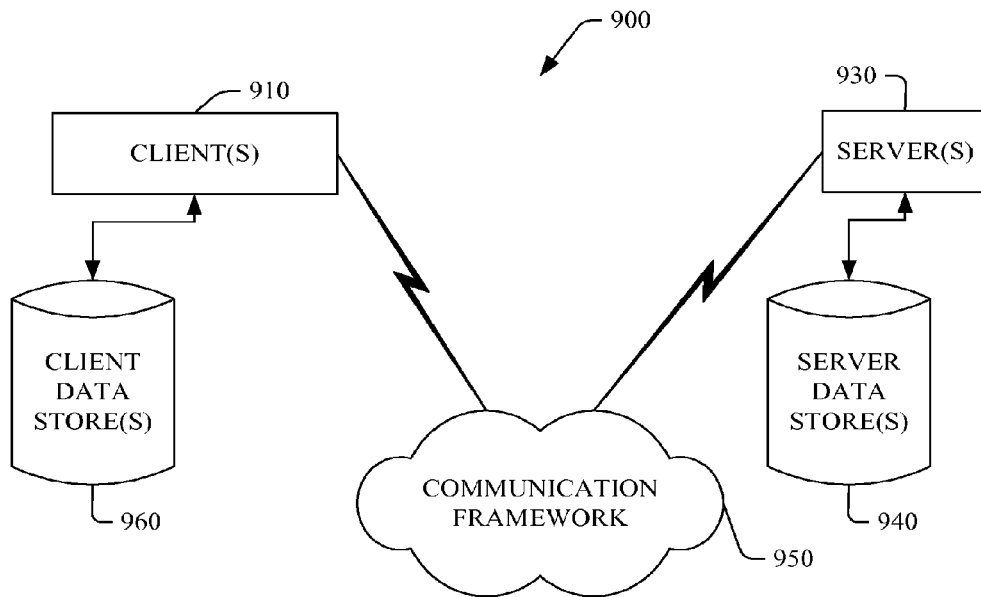 900
910
930
CLIENT(S)
SERVER(S)
CLIENT
DATA
STORE(S)
SERVER
DATA
STORE(S)
COMMUNICATION
FRAMEWORK
960
940
950